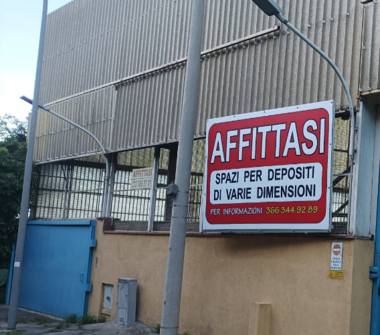 AFFITTASI
SPAZI PER DEPOSITI
DI VARIE DIMENSIONI
PER INFORMAZIONI 366 344 92 89